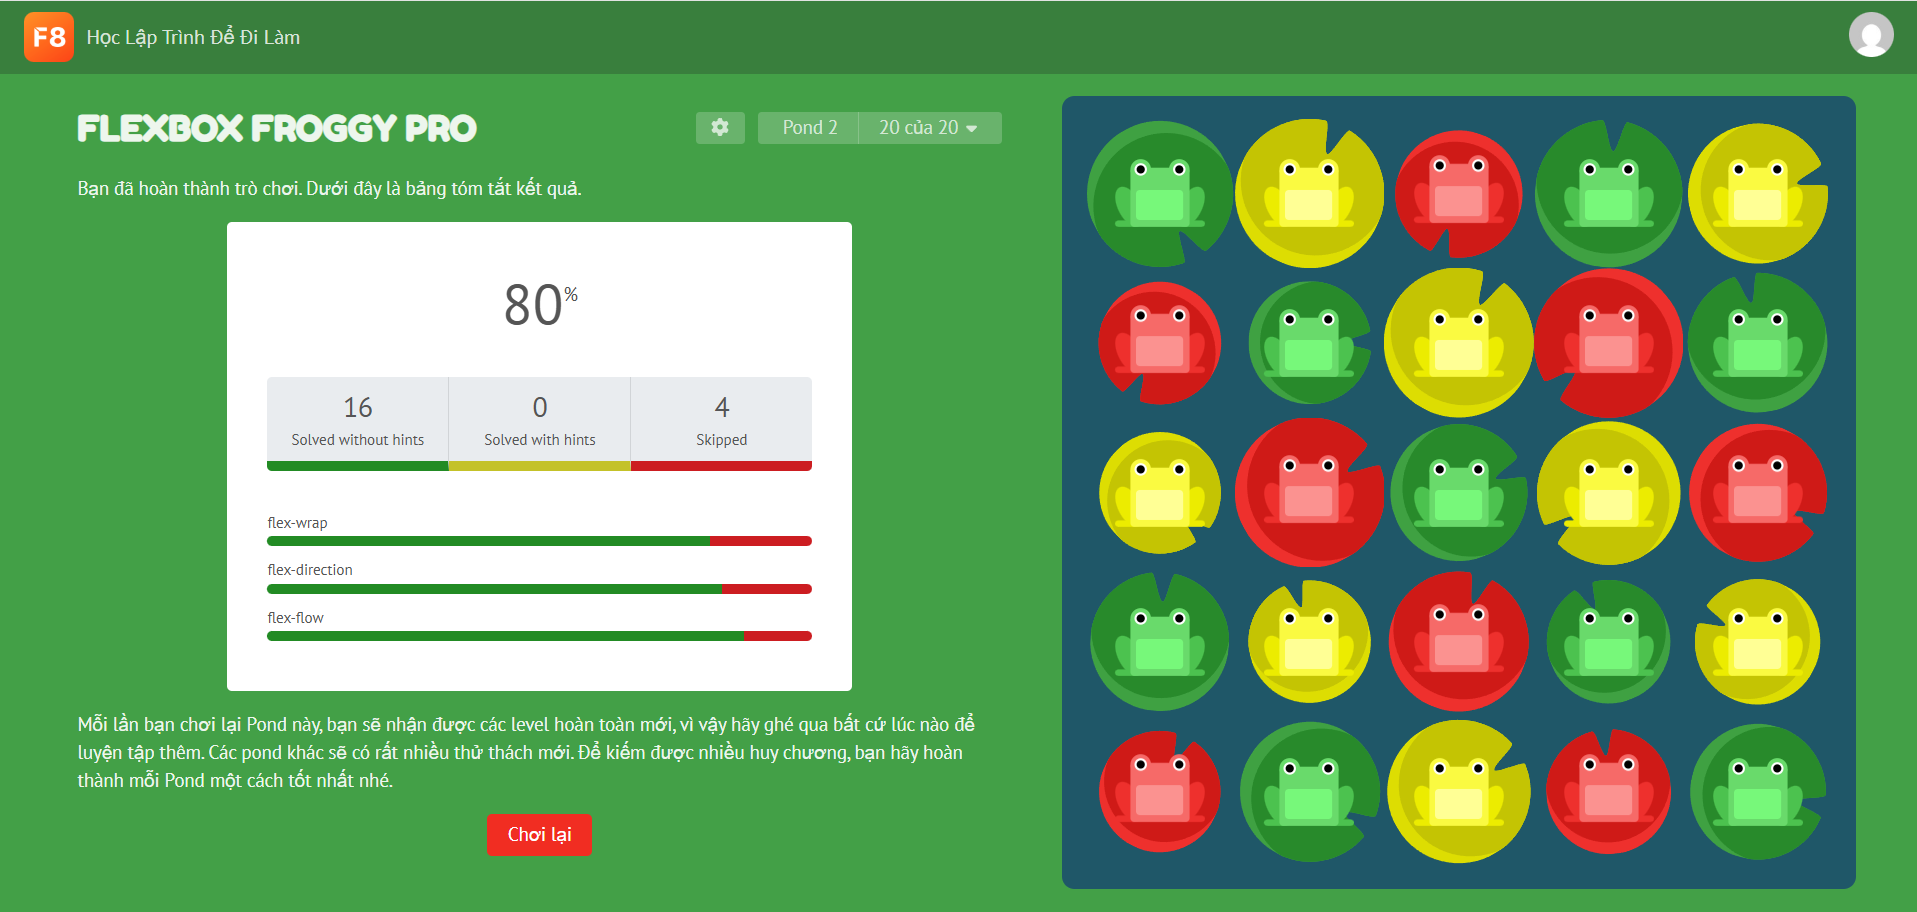 F8 Học Lập Trình Để Đi Làm
FLEXBOX FROGGY PRO
Pond 2 20 của 20
Bạn đã hoàn thành trò chơi. Dưới đây là bảng tóm tắt kết quả.
80%
16 0 4
Solved without hints Solved with hints Skipped
flex-wrap
flex-direction
flex-flow
Mỗi lần bạn chơi lại Pond này, bạn sẽ nhận được các level hoàn toàn mới, vì vậy hãy ghé qua bất cứ lúc nào để
luyện tập thêm. Các pond khác sẽ có rất nhiều thử thách mới. Để kiếm được nhiều huy chương, bạn hãy hoàn
thành mỗi Pond một cách tốt nhất nhé.
Chơi lại